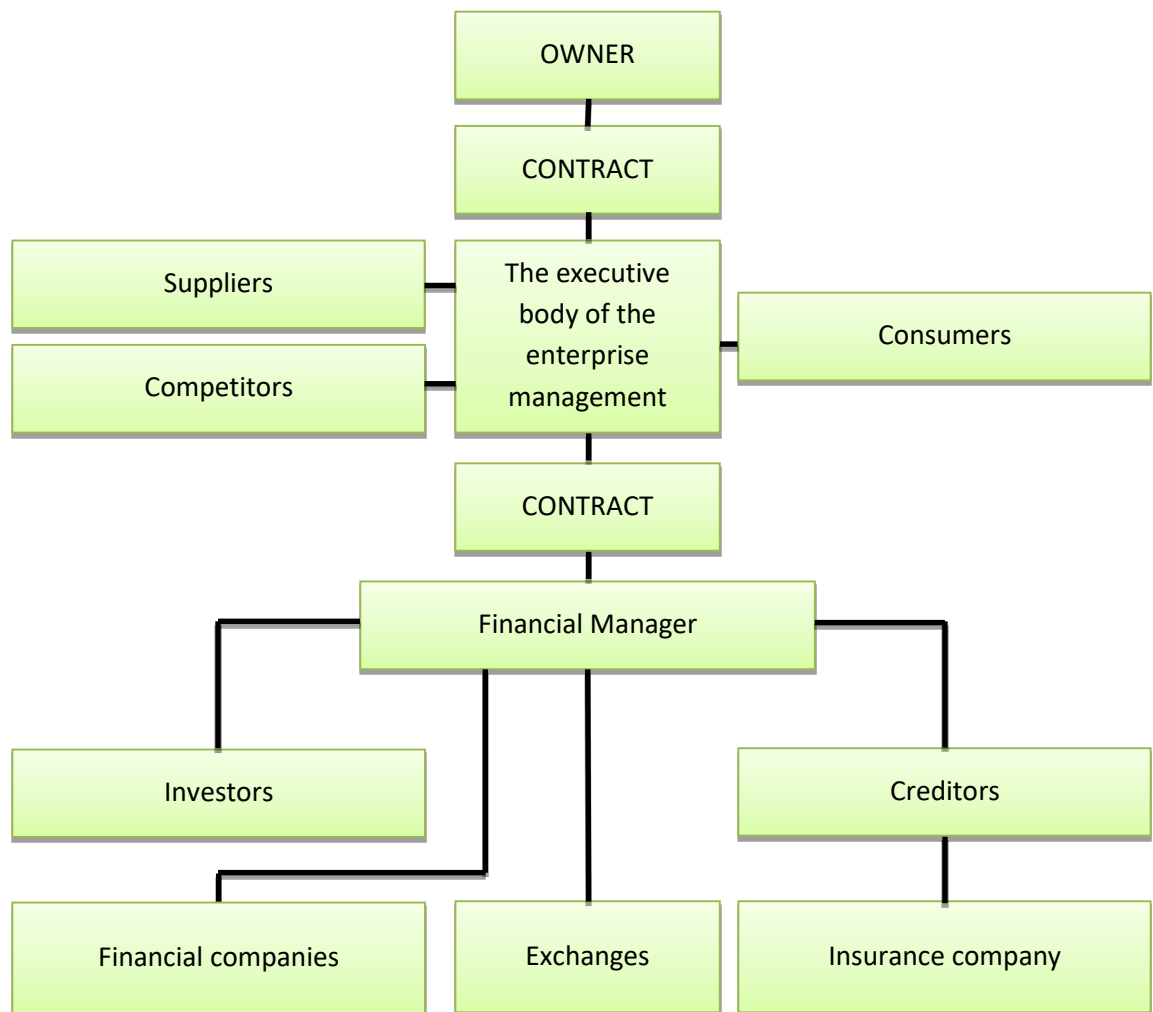 OWNER
CONTRACT
Suppliers
The executive
body of the
enterprise
management
Consumers
Competitors
CONTRACT
Financial Manager
Investors
Creditors
Financial companies
Exchanges
Insurance company